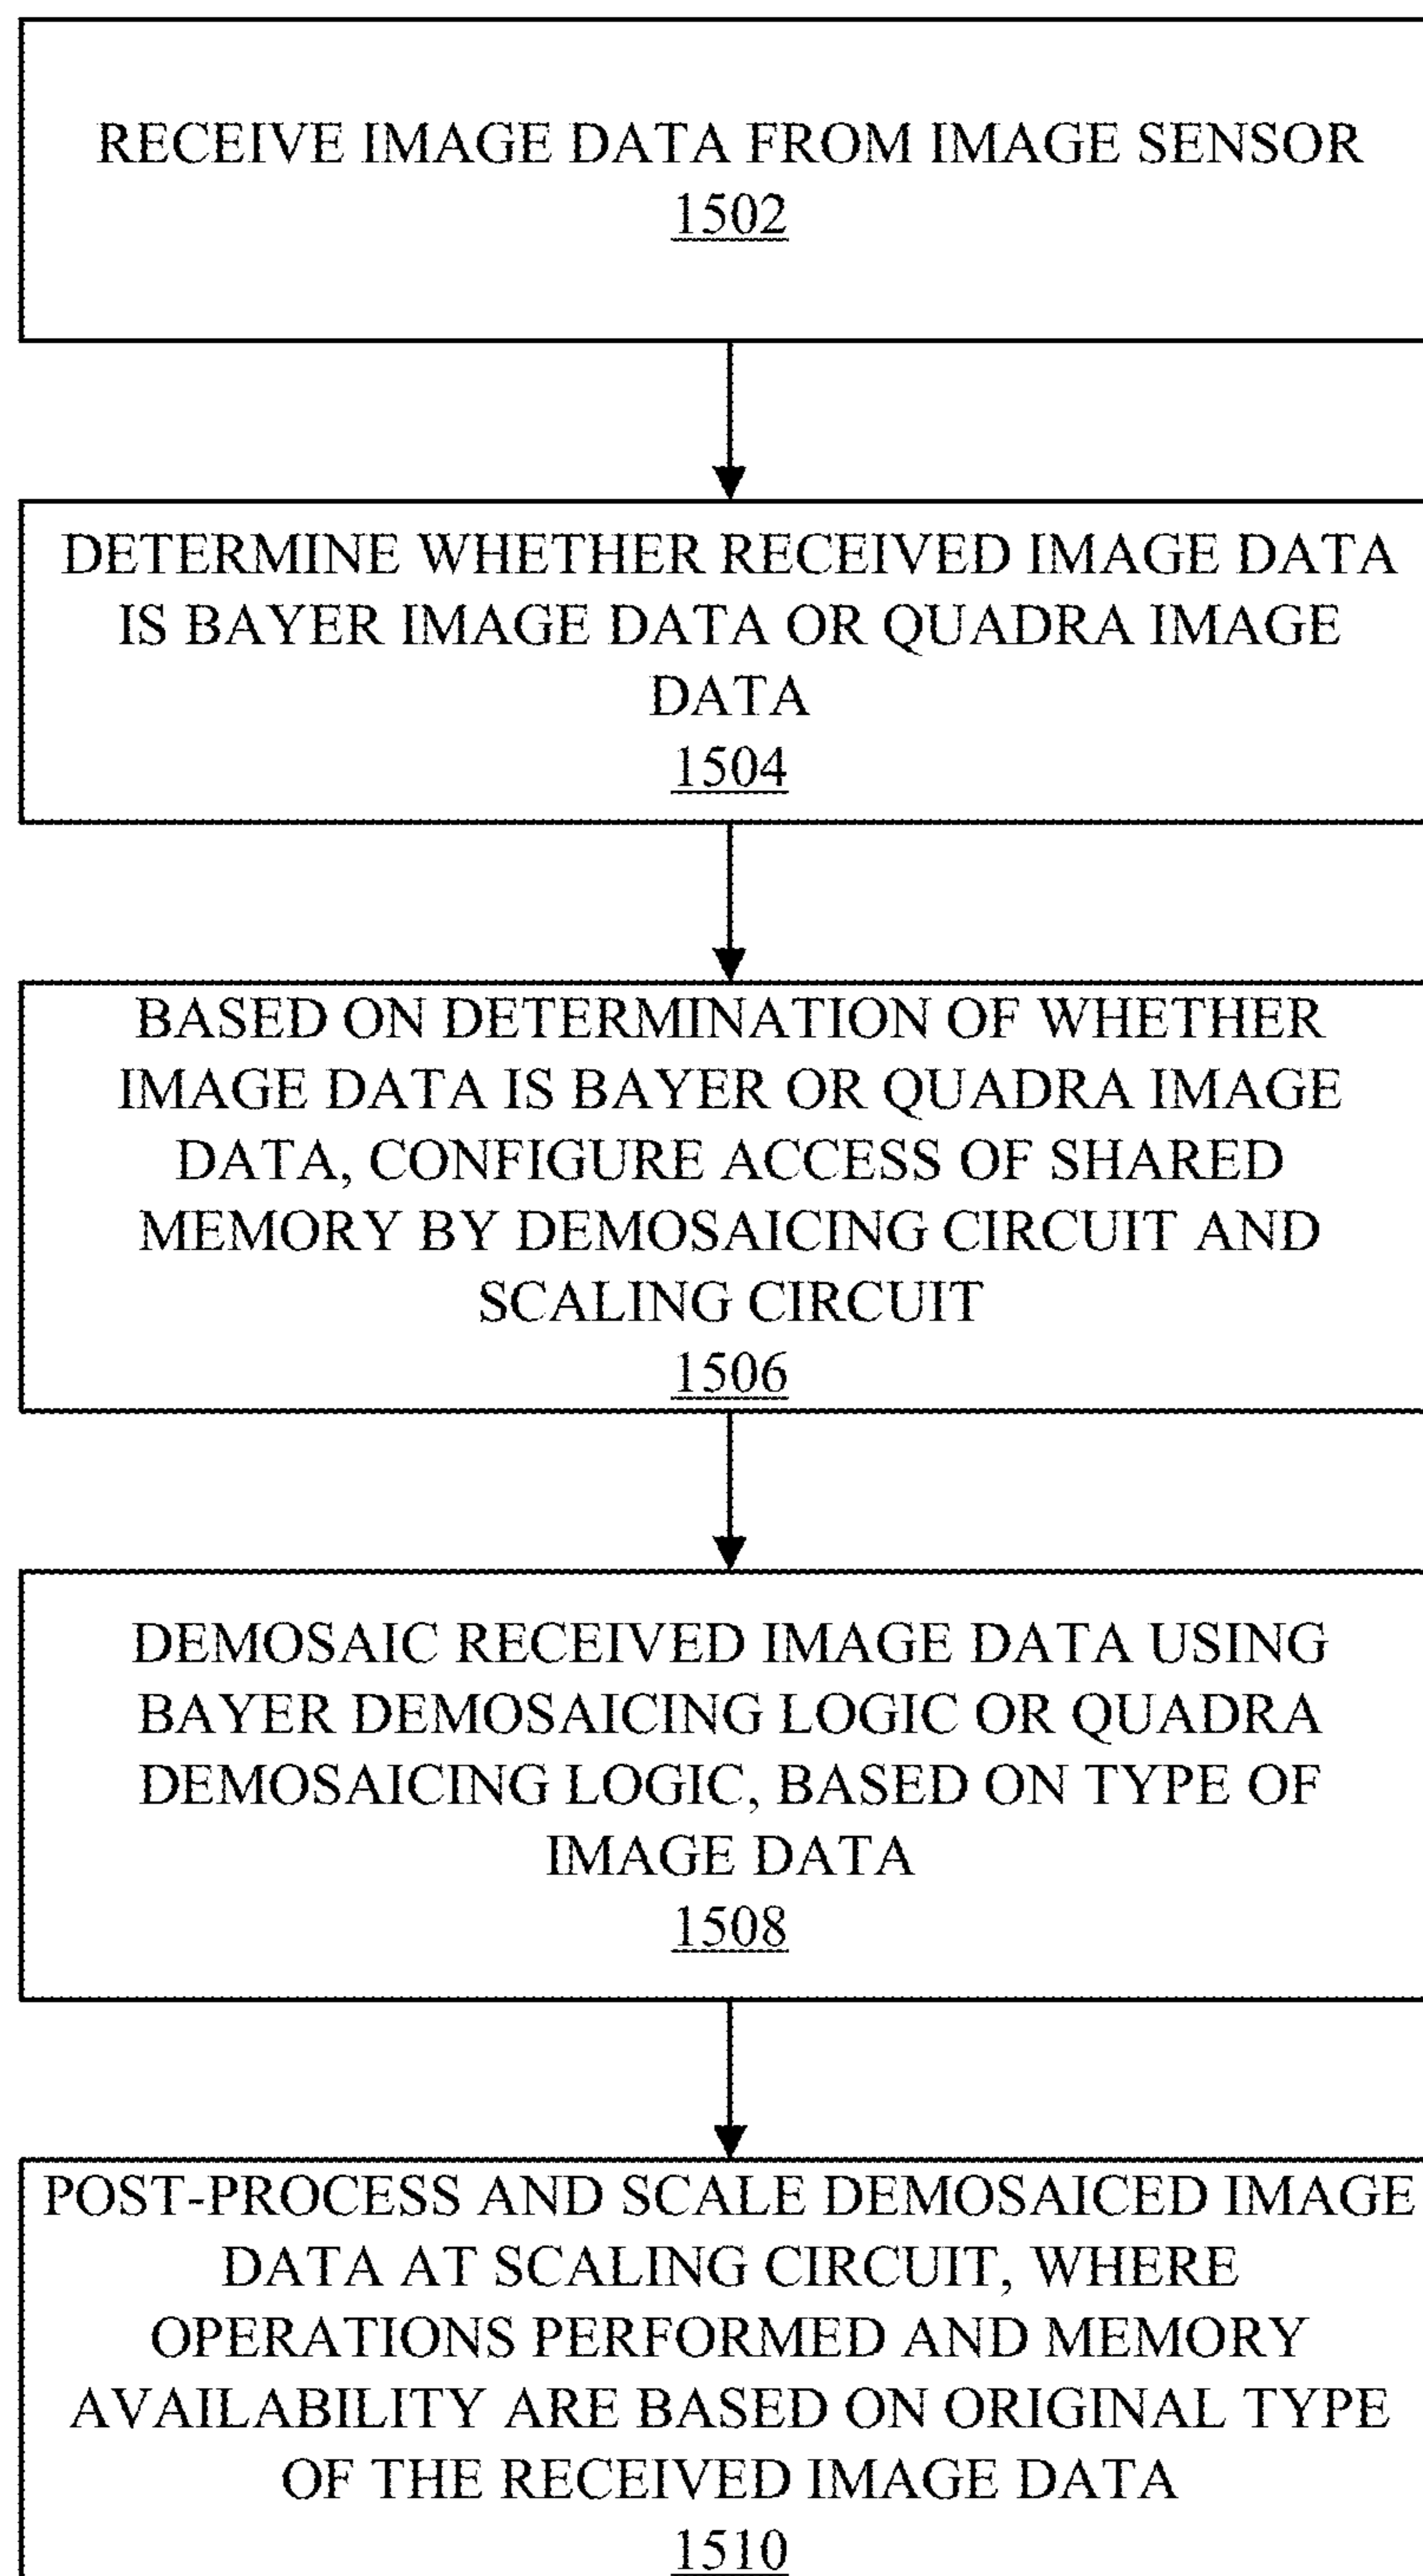 RECEIVE IMAGE DATA FROM IMAGE SENSOR
1502
DETERMINE WHETHER RECEIVED IMAGE DATA
IS BAYER IMAGE DATA OR QUADRA IMAGE
DATA
1504
BASED ON DETERMINATION OF WHETHER
IMAGE DATA IS BAYER OR QUADRA IMAGE
DATA, CONFIGURE ACCESS OF SHARED
MEMORY BY DEMOSAICING CIRCUIT AND
SCALING CIRCUIT
1506
DEMOSAIC RECEIVED IMAGE DATA USING
BAYER DEMOSAICING LOGIC OR QUADRA
DEMOSAICING LOGIC, BASED ON TYPE OF
IMAGE DATA
1508
POST-PROCESS AND SCALE DEMOSAICED IMAGE
DATA AT SCALING CIRCUIT, WHERE
OPERATIONS PERFORMED AND MEMORY
AVAILABILITY ARE BASED ON ORIGINAL TYPE
OF THE RECEIVED IMAGE DATA
1510